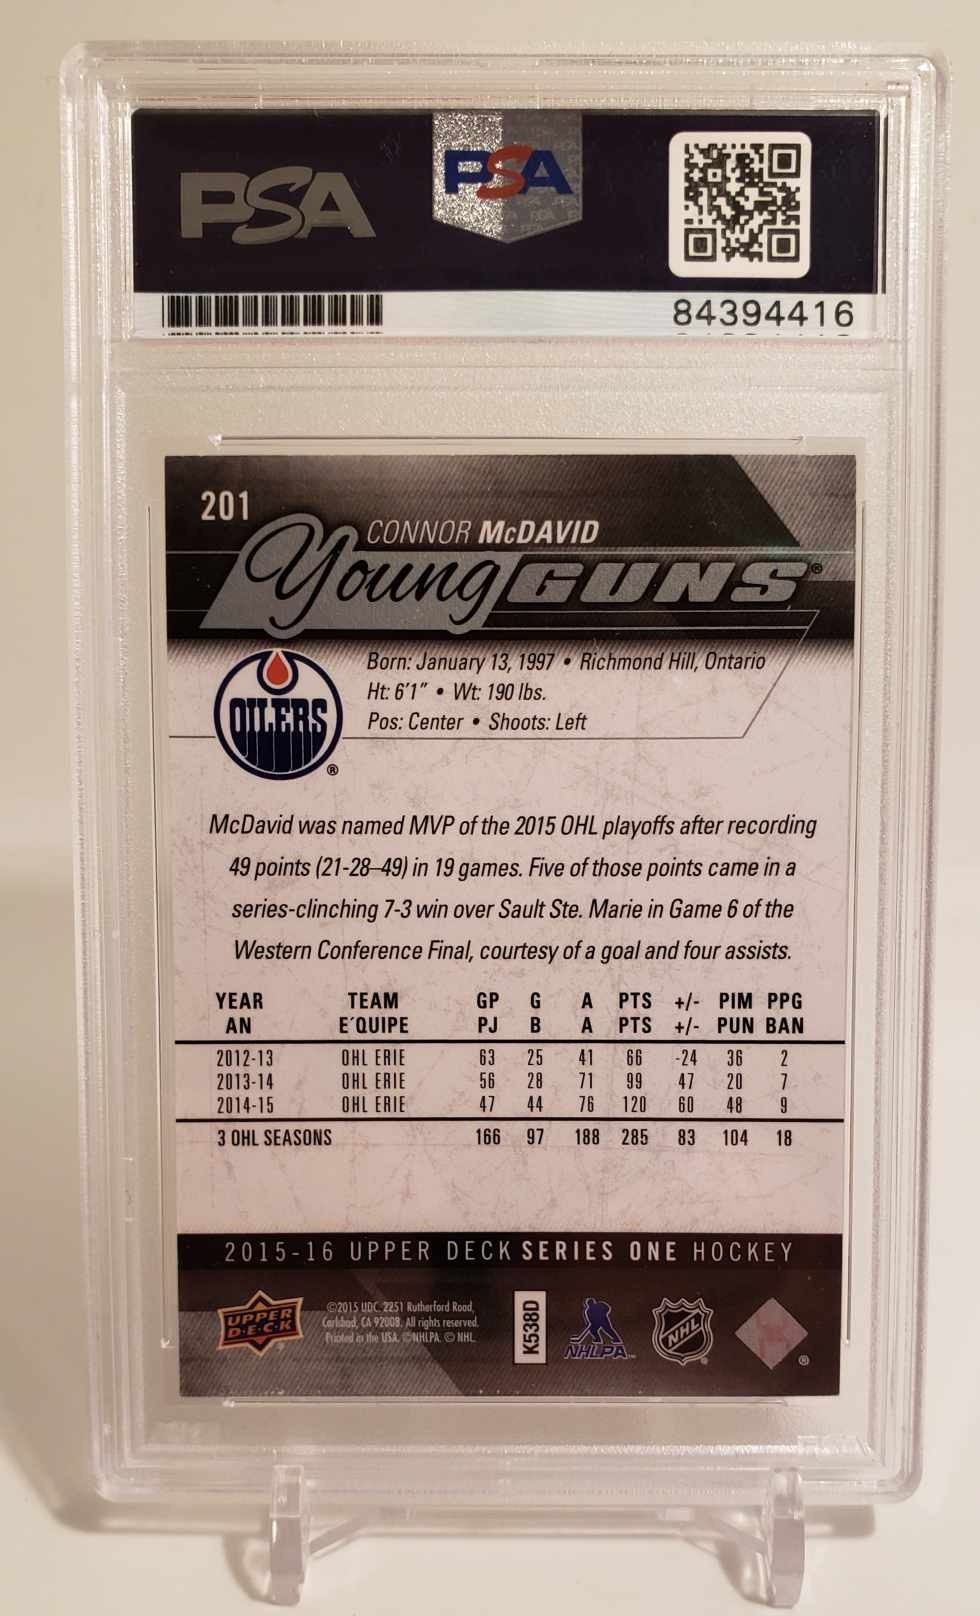 PSA
PSA
84394416
201
CONNOR McDAVID
Young GUNS®
OILERS
®
Born: January 13, 1997 • Richmond Hill, Ontario
Ht: 6'1" • Wt: 190 lbs.
Pos: Center • Shoots: Left
McDavid was named MVP of the 2015 OHL playoffs after recording
49 points (21-28–49) in 19 games. Five of those points came in a
series-clinching 7-3 win over Sault Ste. Marie in Game 6 of the
Western Conference Final, courtesy of a goal and four assists.
YEAR TEAM GP G A PTS +/- PIM PPG
AN E´QUIPE PJ B A PTS +/- PUN BAN
2012-13 OHL ERIE 63 25 41 66 -24 36 2
2013-14 OHL ERIE 56 28 71 99 47 20 7
2014-15 OHL ERIE 47 44 76 120 60 48 9
3 OHL SEASONS 166 97 188 285 83 104 18
2015-16 UPPER DECK SERIES ONE HOCKEY
UPPER
DECK
©2015 UDC, 2251 Rutherford Road,
Carlsbad, CA 92008. All rights reserved.
Printed in the USA. ©NHLPA. © NHL.
K538D
NHLPA™
NHL®
®